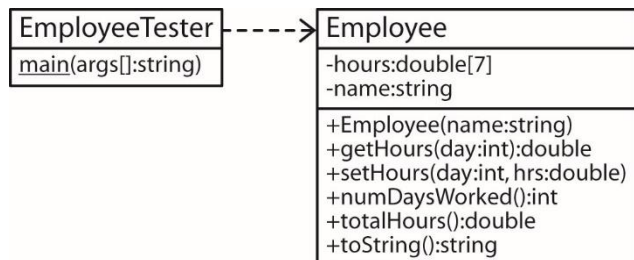 EmployeeTester
main(args[]:string)
Employee
-hours:double[7]
-name:string
+Employee(name:string)
+getHours(day:int):double
+setHours(day:int, hrs:double)
+numDaysWorked():int
+totalHours():double
+toString():string